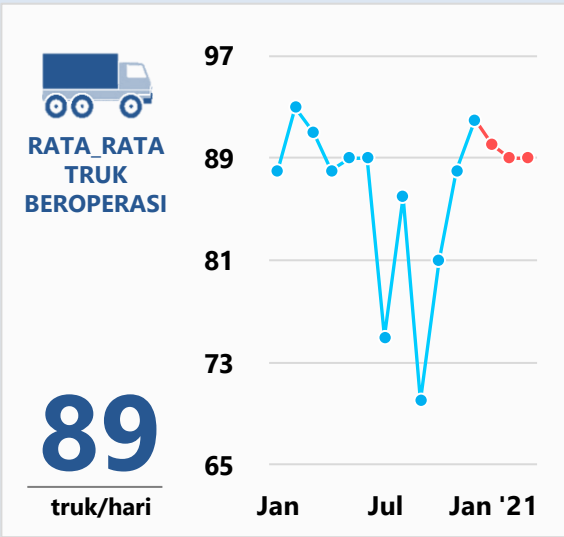 RATA_RATA
TRUK
BEROPERASI
89
truk/hari
97
89
81
73
65
Jan Jul Jan '21